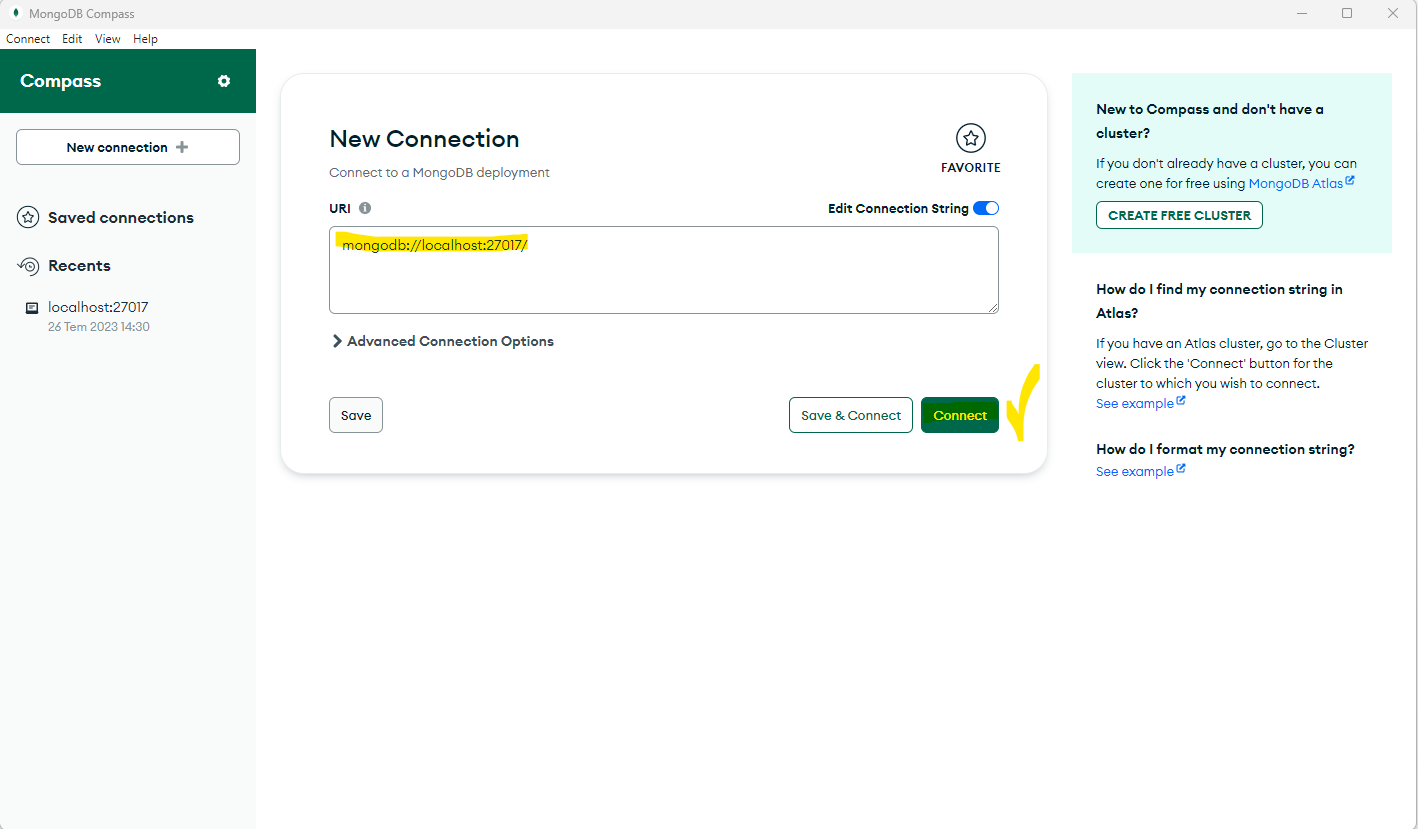 MongoDB Compass
Connect Edit View Help
Compass
New connection
Saved connections
Recents
localhost:27017
26 Tem 2023 14:30
New Connection
Connect to a MongoDB deployment
FAVORITE
URI
Edit Connection String
mongodb://localhost:27017/
Advanced Connection Options
Save
Save & Connect
Connect
New to Compass and don't have a
cluster?
If you don't already have a cluster, you can
create one for free using MongoDB Atlas
CREATE FREE CLUSTER
How do I find my connection string in
Atlas?
If you have an Atlas cluster, go to the Cluster
view. Click the 'Connect' button for the
cluster to which you wish to connect.
See example
How do I format my connection string?
See example